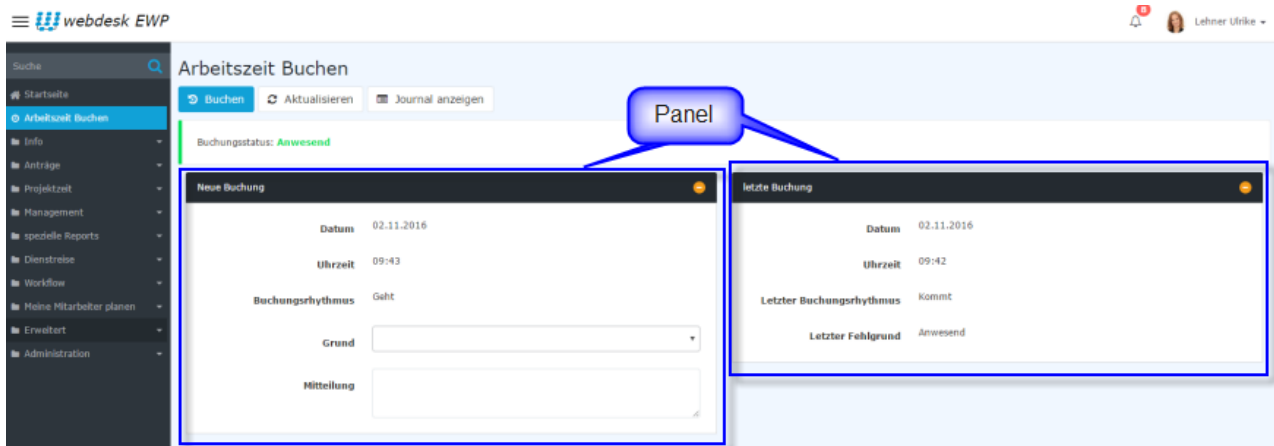 webdesk EWP
8
Lehner Ulrike
Suche
Startseite
Arbeitszeit Buchen
Info
Anträge
Projektzeit
Management
spezielle Reports
Dienstreise
Workflow
Meine Mitarbeiter planen
Erweitert
Administration
Arbeitszeit Buchen
Buchen Aktualisieren Journal anzeigen
Panel
Buchungsstatus: Anwesend
Neue Buchung
Datum 02.11.2016
Uhrzeit 09:43
Buchungsrhythmus Geht
Grund
Mitteilung
letzte Buchung
Datum 02.11.2016
Uhrzeit 09:42
Letzter Buchungsrhythmus Kommt
Letzter Fehlgrund Anwesend